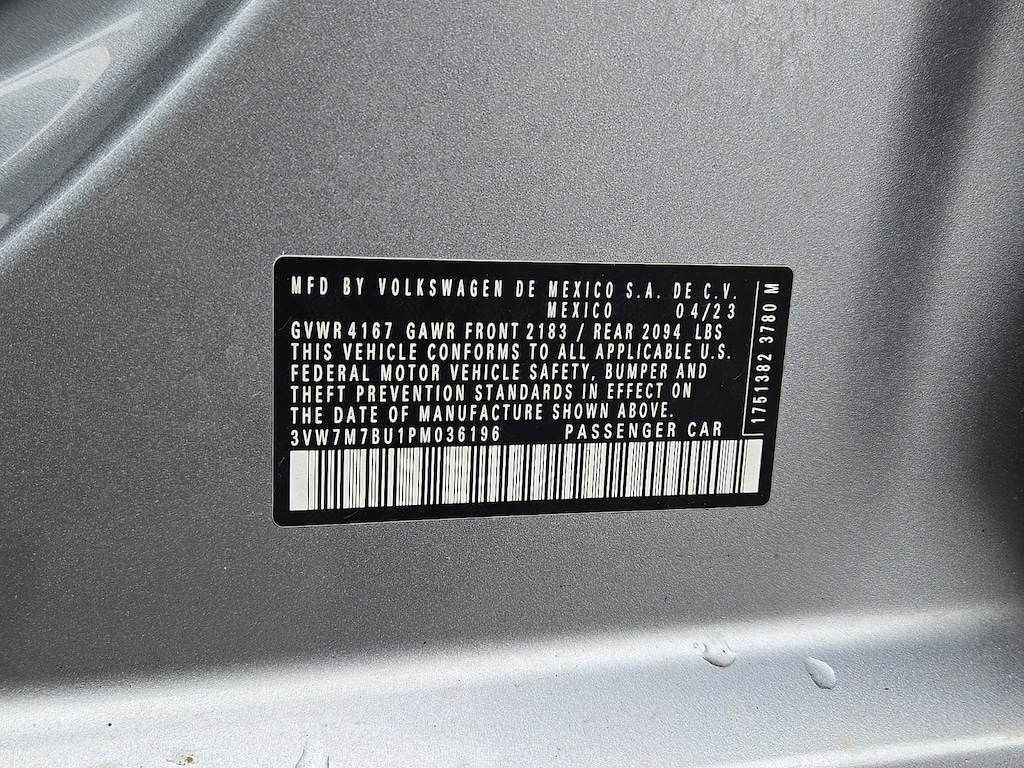 MFD BY VOLKSWAGEN DE MEXICO S.A. DE C.V.
MEXICO 04/23
GVWR 4167 GAWR FRONT 2183 / REAR 2094 LBS
THIS VEHICLE CONFORMS TO ALL APPLICABLE U.S.
FEDERAL MOTOR VEHICLE SAFETY, BUMPER AND
THEFT PREVENTION STANDARDS IN EFFECT ON
THE DATE OF MANUFACTURE SHOWN ABOVE.
3VW7M7BU1PM036196 PASSENGER CAR
1751382 3780 M